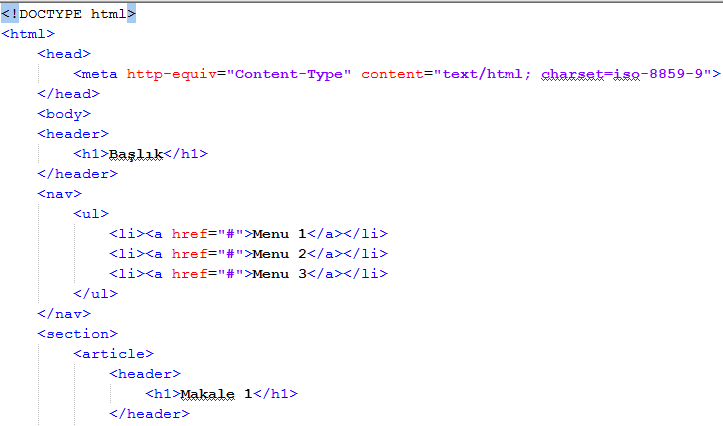 <!DOCTYPE html>
<html>
<head>
<meta http-equiv="Content-Type" content="text/html; charset=iso-8859-9">
</head>
<body>
<header>
<h1>Başlık</h1>
</header>
<nav>
<ul>
<li><a href="#">Menu 1</a></li>
<li><a href="#">Menu 2</a></li>
<li><a href="#">Menu 3</a></li>
</ul>
</nav>
<section>
<article>
<header>
<h1>Makale 1</h1>
</header>